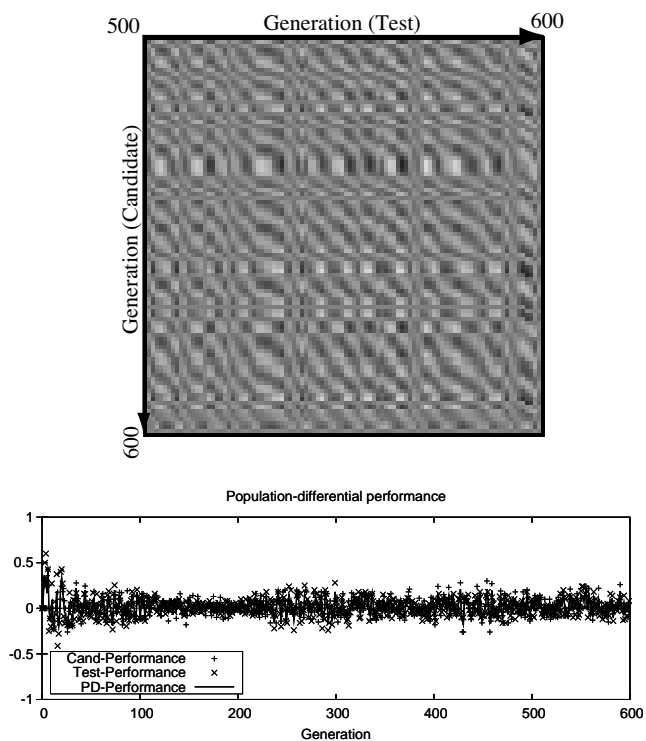 500 Generation (Test) 600
Generation (Candidate)
600
Population-differential performance
1
0.5
0
-0.5
-1
Cand-Performance +
Test-Performance ×
PD-Performance
0 100 200 300 400 500 600
Generation